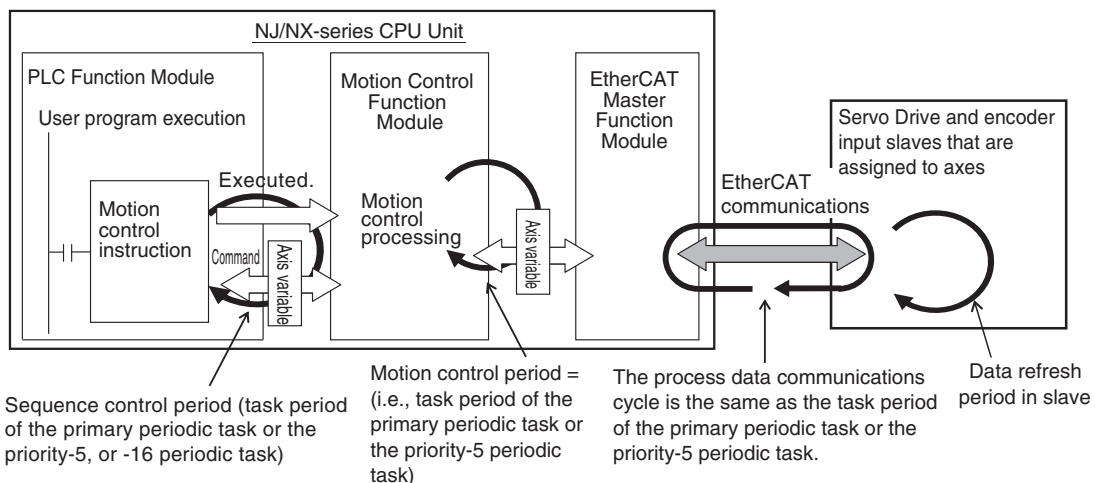 NJ/NX-series CPU Unit
PLC Function Module
User program execution
Motion
control
instruction
Executed.
Command
Axis variable
Motion Control
Function
Module
Motion
control
processing
Axis variable
EtherCAT
Master
Function
Module
EtherCAT
communications
Servo Drive and encoder
input slaves that are
assigned to axes
Sequence control period (task period
of the primary periodic task or the
priority-5, or -16 periodic task)
Motion control period =
(i.e., task period of the
primary periodic task or
the priority-5 periodic
task)
The process data communications
cycle is the same as the task period
of the primary periodic task or the
priority-5 periodic task.
Data refresh
period in slave